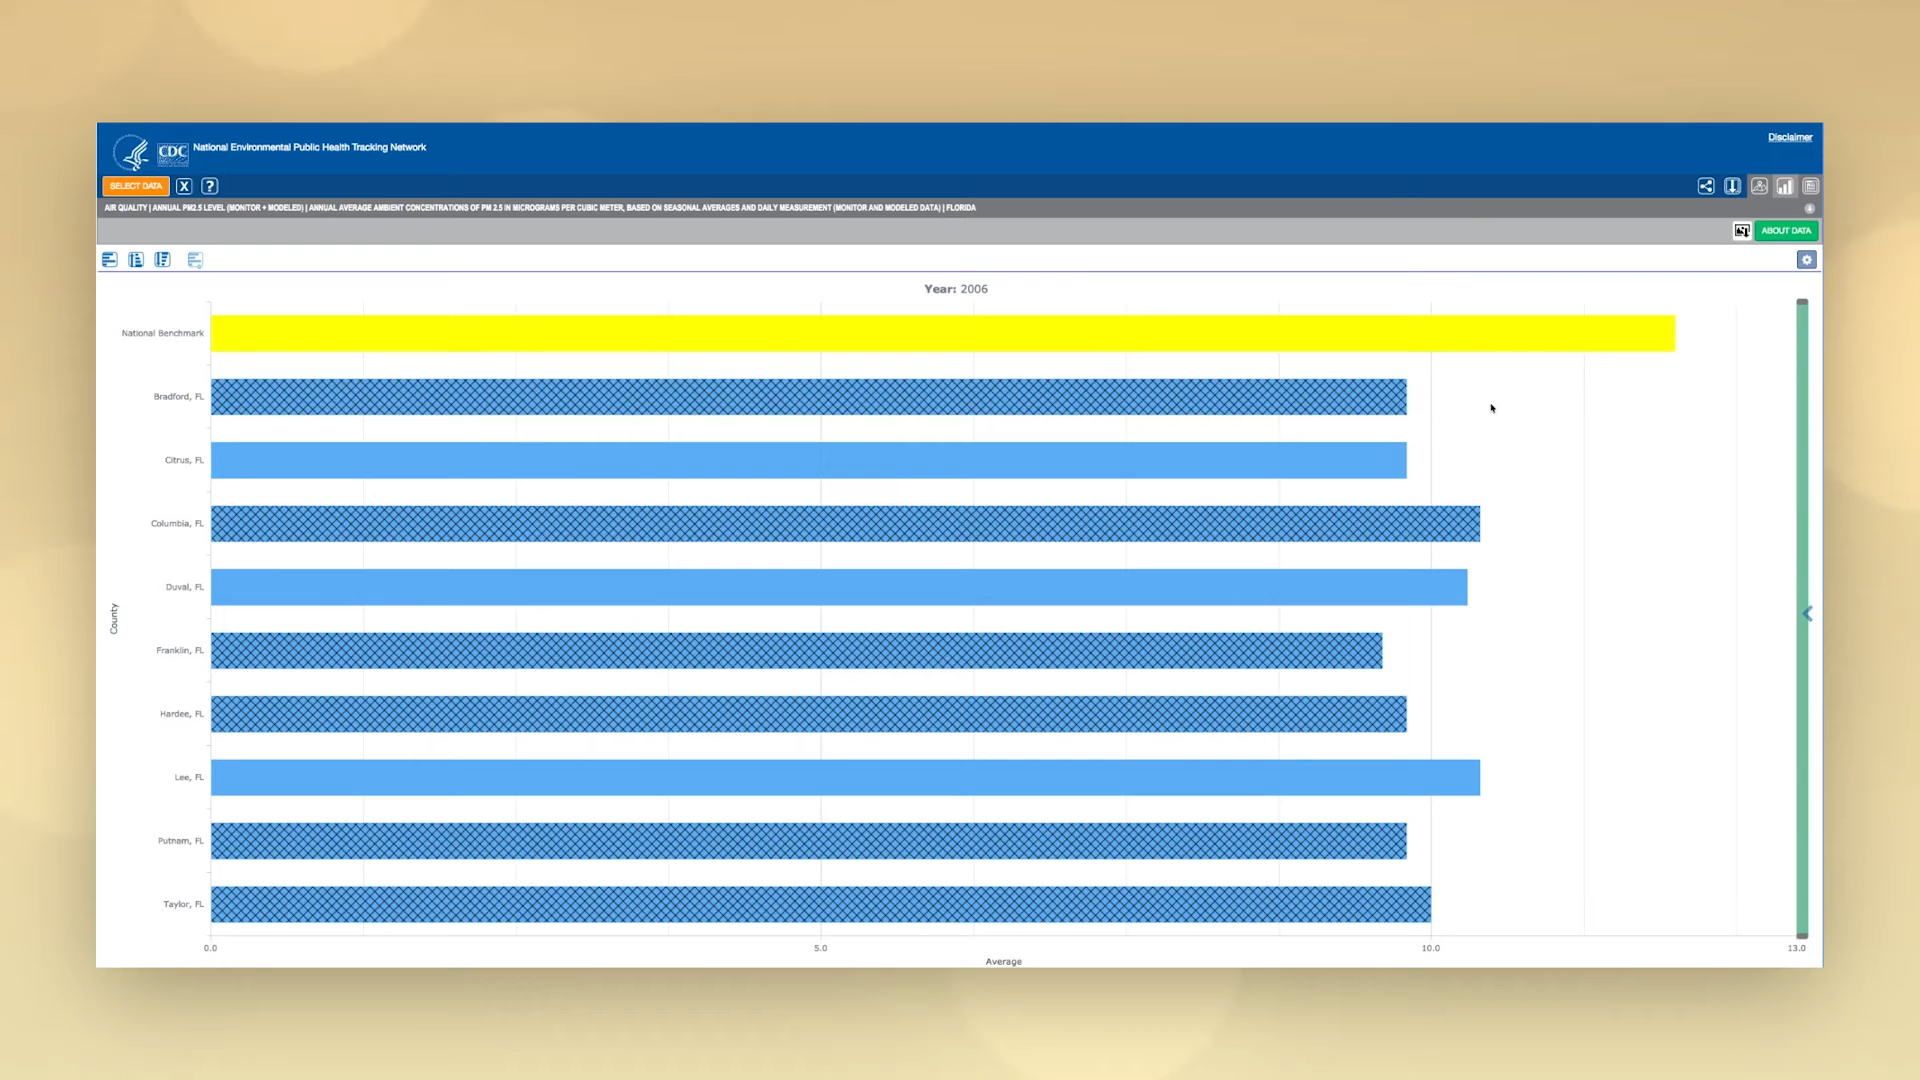 CDC
National Environmental Public Health Tracking Network
Disclaimer
SELECT DATA
X
?
AIR QUALITY | ANNUAL PM2.5 LEVEL (MONITOR + MODELED) | ANNUAL AVERAGE AMBIENT CONCENTRATIONS OF PM 2.5 IN MICROGRAMS PER CUBIC METER, BASED ON SEASONAL AVERAGES AND DAILY MEASUREMENT (MONITOR AND MODELED DATA) | FLORIDA
ABOUT DATA
Year: 2006
National Benchmark
Bradford, FL
Citrus, FL
Columbia, FL
Duval, FL
County
Franklin, FL
Hardee, FL
Lee, FL
Putnam, FL
Taylor, FL
0.0 5.0 10.0 13.0
Average